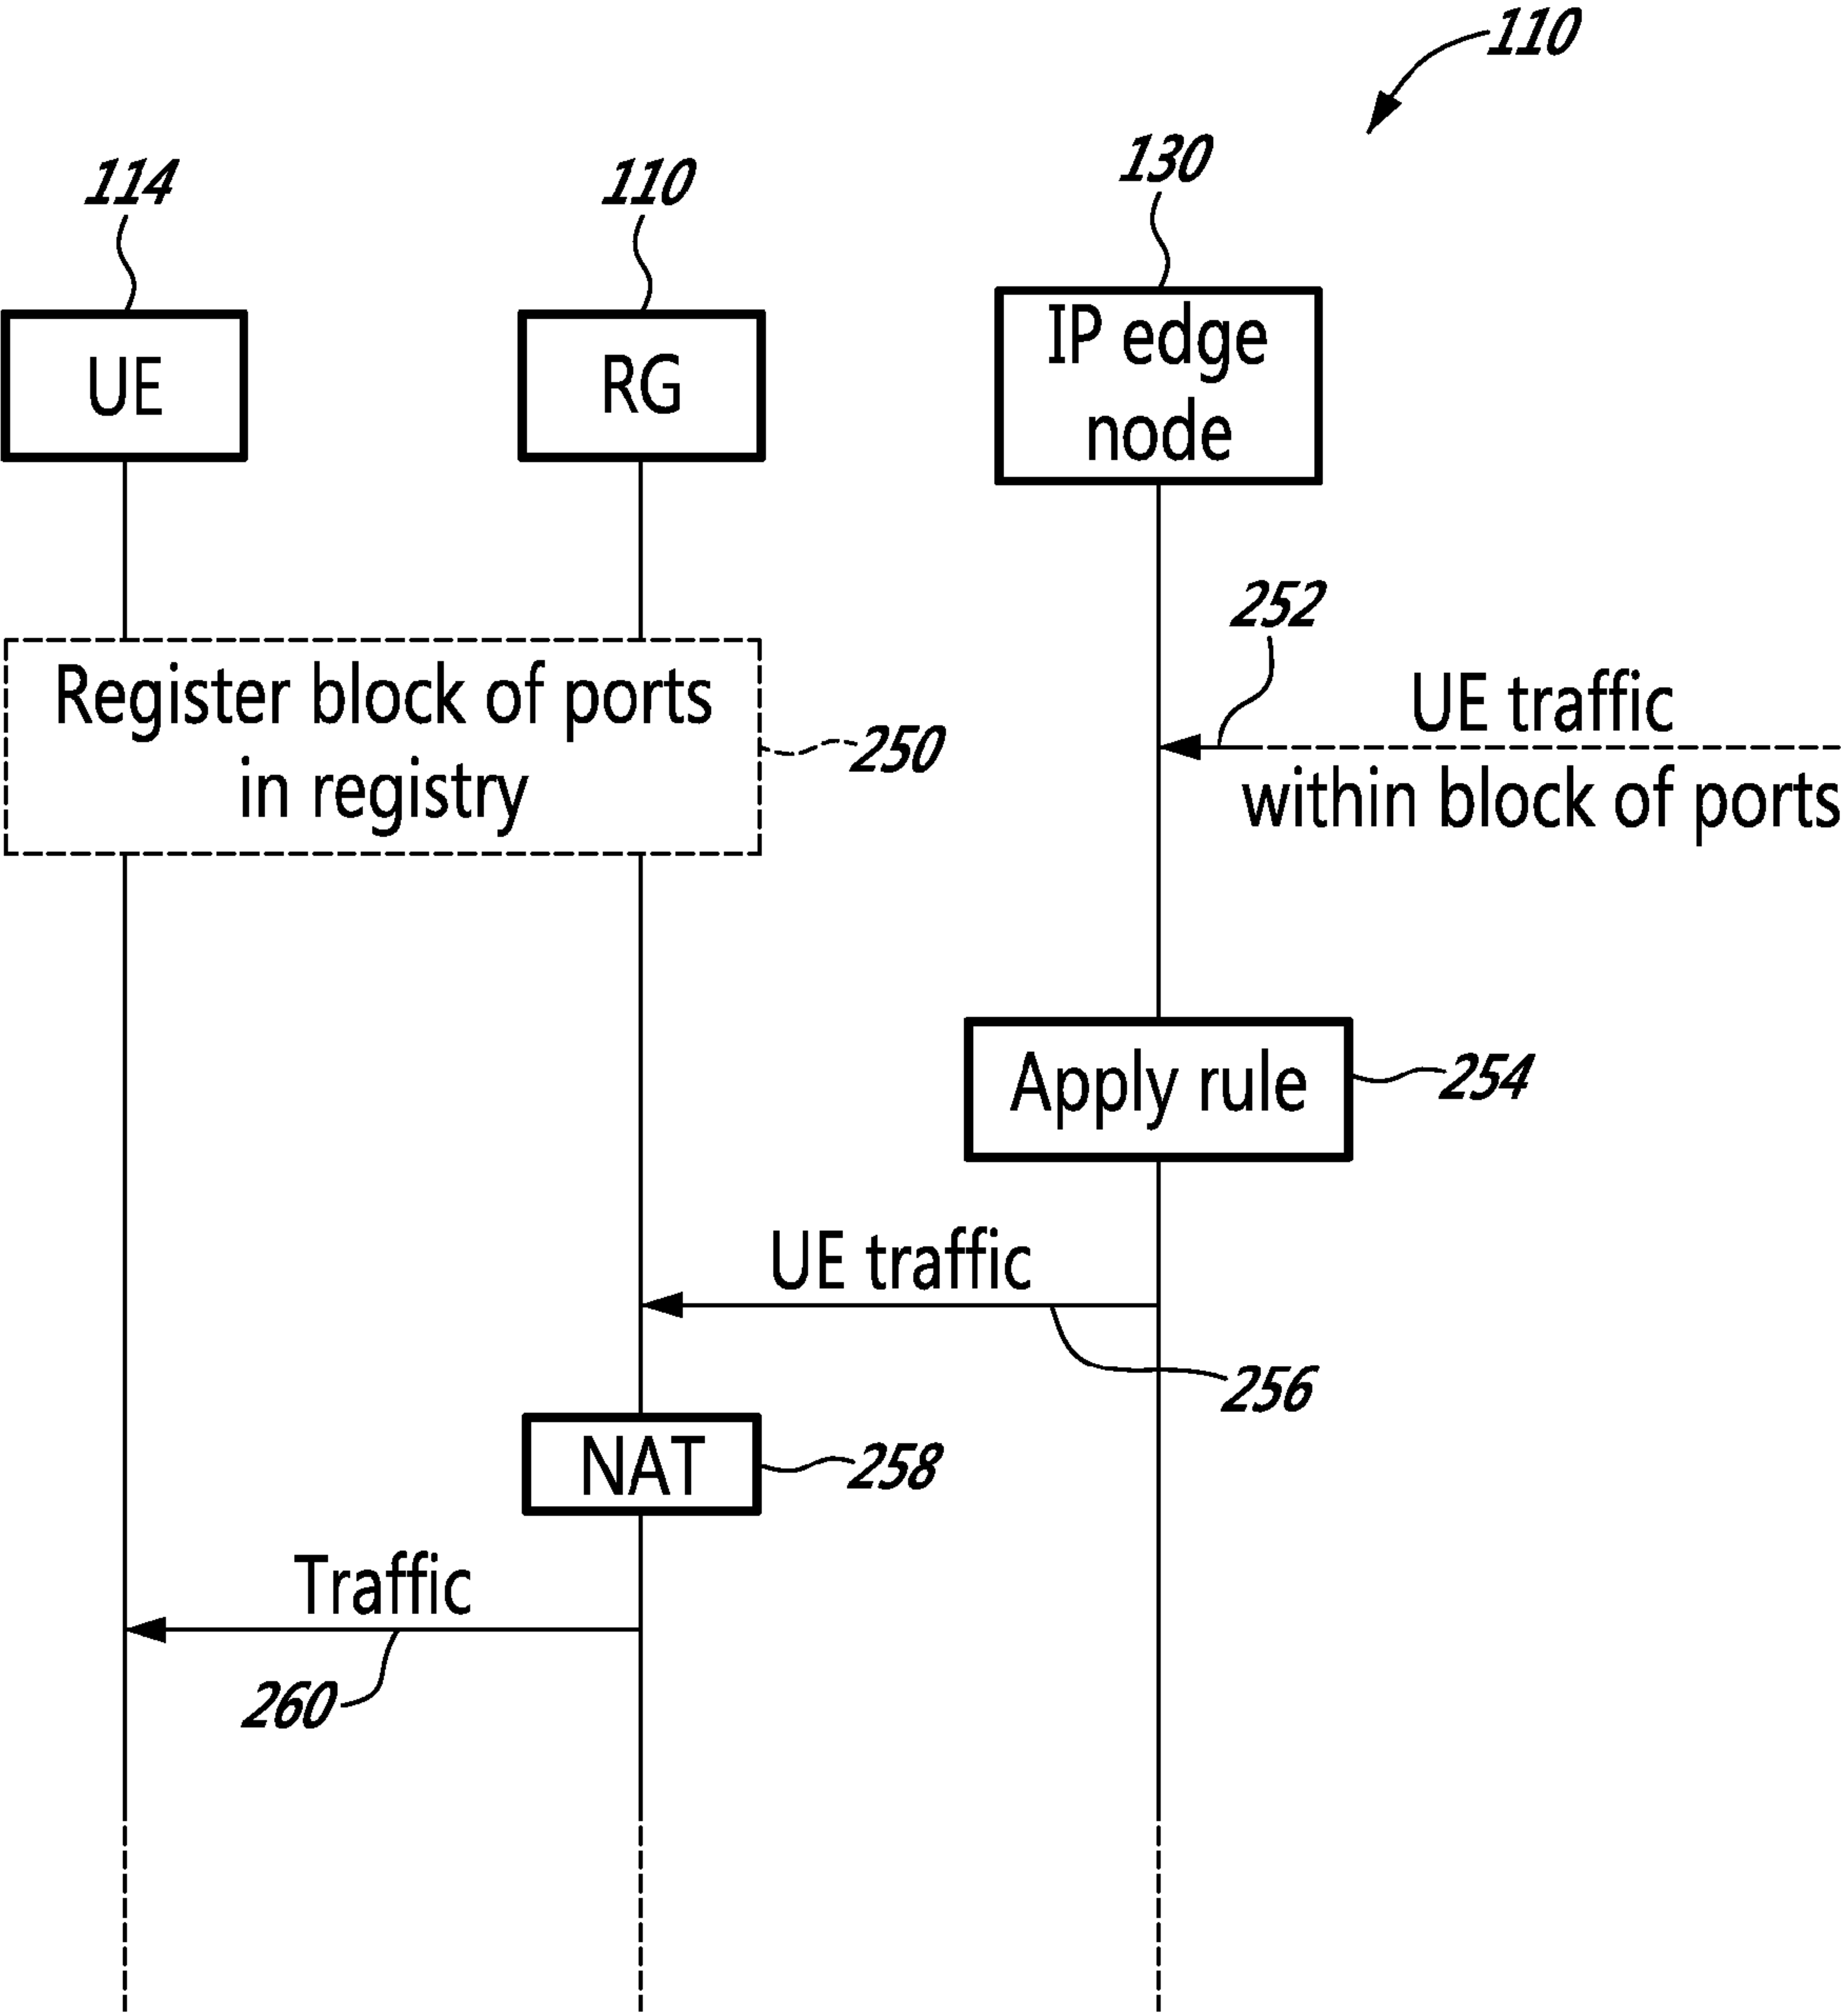 110
114
110
130
UE
RG
IP edge
node
252
UE traffic
within block of ports
Register block of ports
in registry
250
Apply rule
254
UE traffic
256
NAT
258
Traffic
260